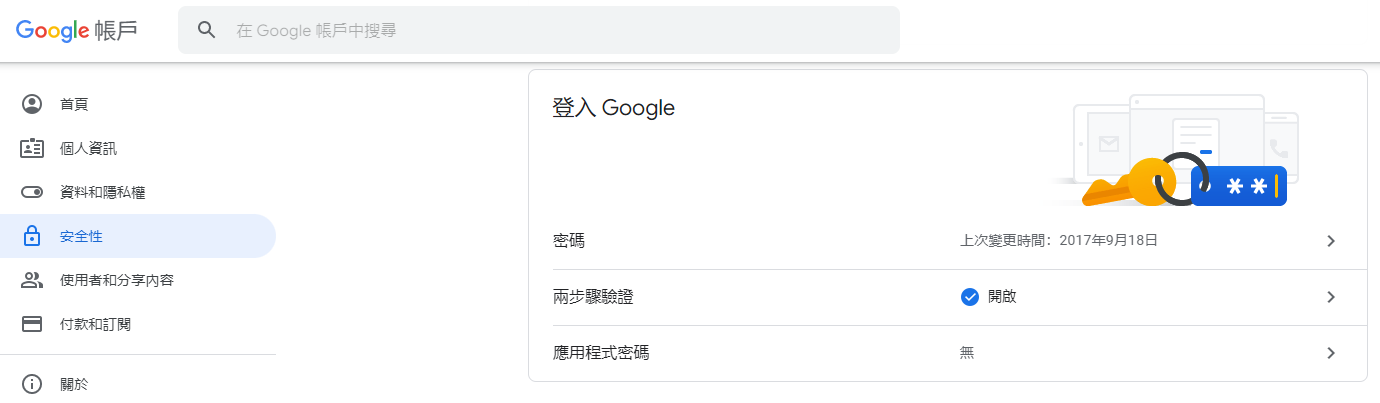 Google 帳戶
在 Google 帳戶中搜尋
首頁
個人資訊
資料和隱私權
安全性
使用者和分享內容
付款和訂閱
關於
登入 Google
密碼
上次變更時間：2017年9月18日
兩步驟驗證
開啟
應用程式密碼
無